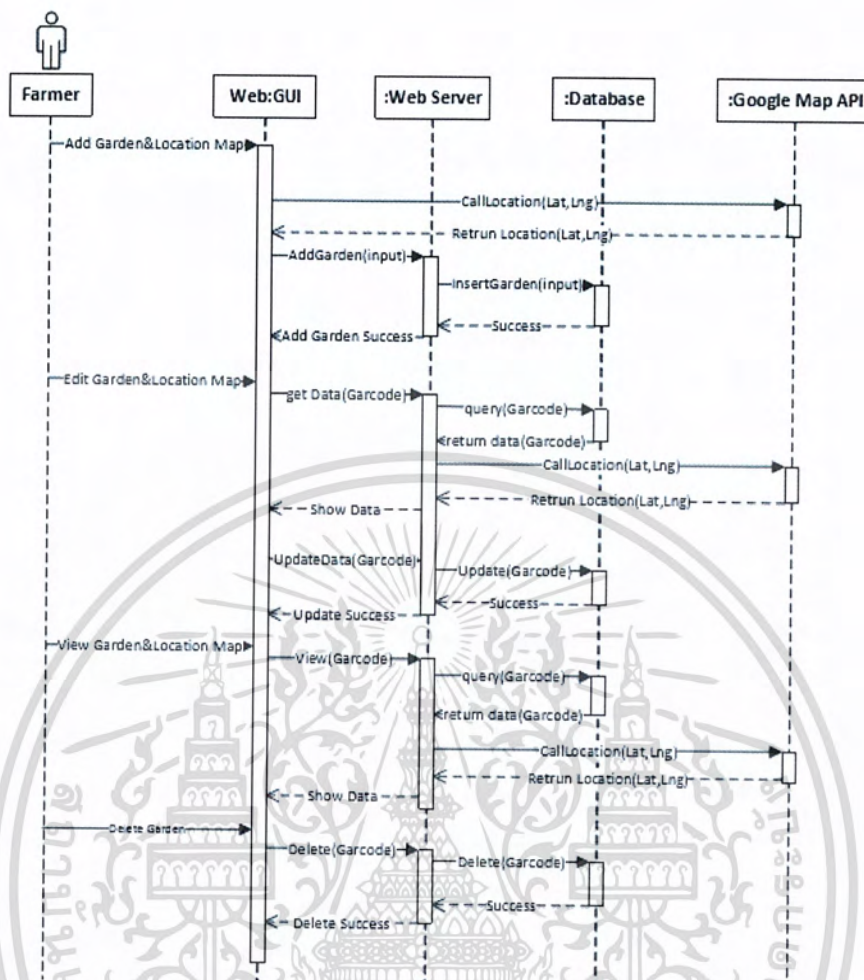 Farmer
Web:GUI
:Web Server
:Database
:Google Map API
Add Garden&Location Map
CallLocation(Lat,Lng)
Retrun Location(Lat,Lng)
AddGarden(input)
InsertGarden(input)
Success
Add Garden Success
Edit Garden&Location Map
get Data(Garcode)
query(Garcode)
return data(Garcode)
CallLocation(Lat,Lng)
Retrun Location(Lat,Lng)
Show Data
UpdateData(Garcode)
Update(Garcode)
Success
Update Success
View Garden&Location Map
View(Garcode)
query(Garcode)
return data(Garcode)
CallLocation(Lat,Lng)
Retrun Location(Lat,Lng)
Show Data
Delete Garden
Delete(Garcode)
Delete(Garcode)
Success
Delete Success